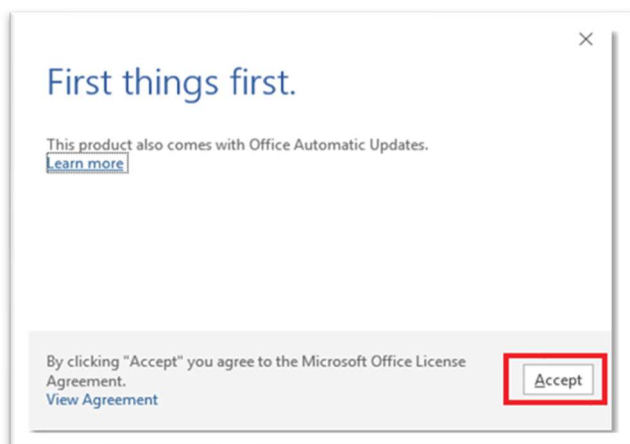 First things first.
This product also comes with Office Automatic Updates.
Learn more
By clicking "Accept" you agree to the Microsoft Office License
Agreement.
View Agreement
Accept